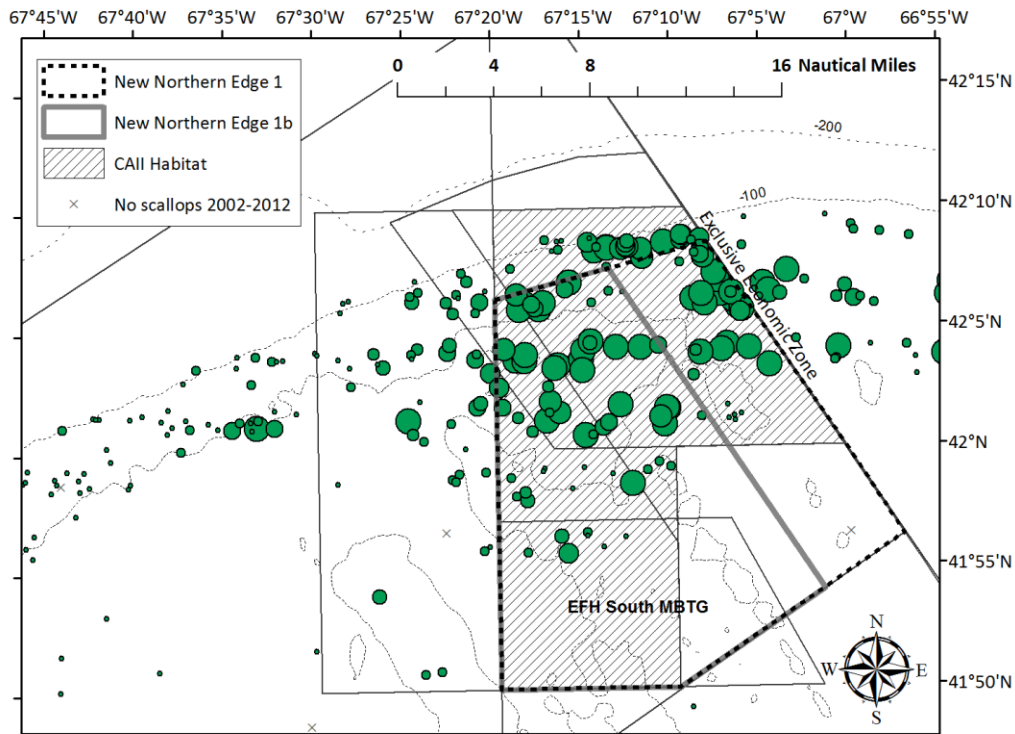 67°45'W 67°40'W 67°35'W 67°30'W 67°25'W 67°20'W 67°15'W 67°10'W 67°5'W 67°0'W 66°55'W
0 4 8 16 Nautical Miles
New Northern Edge 1
New Northern Edge 1b
CAII Habitat
No scallops 2002-2012
42°15'N
-200
-100
42°10'N
Exclusive Economic Zone
42°5'N
42°0'N
41°55'N
EFH South MBTG
N
W E
S
41°50'N